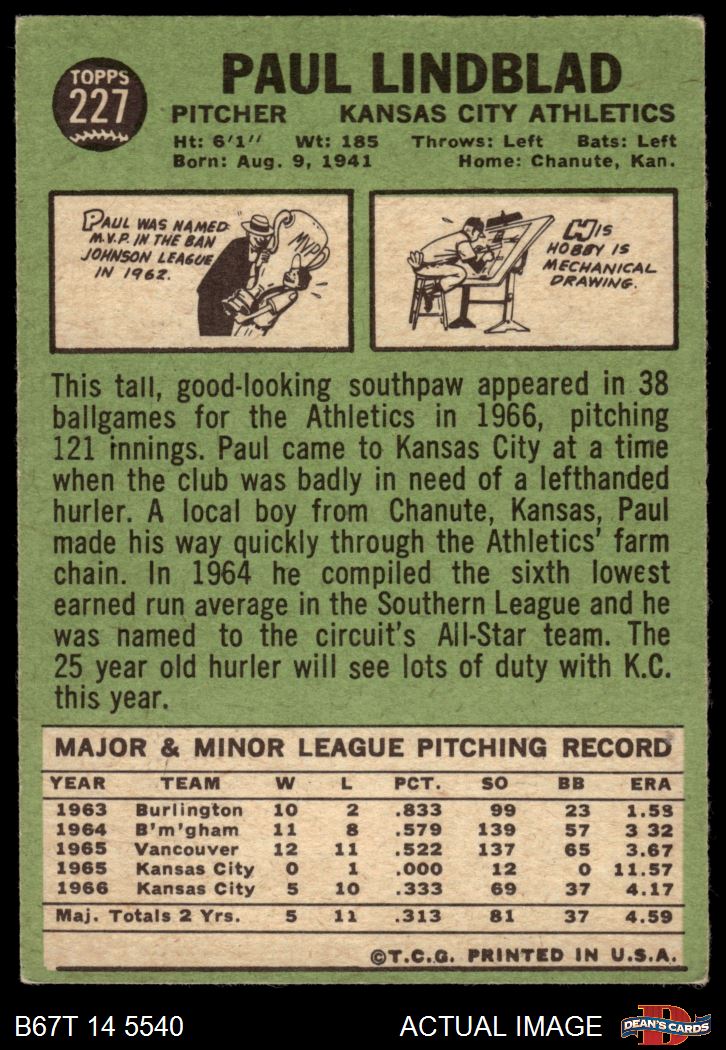 TOPPS
227
PAUL LINDBLAD
PITCHER KANSAS CITY ATHLETICS
Ht: 6'1'' Wt: 185 Throws: Left Bats: Left
Born: Aug. 9, 1941 Home: Chanute, Kan.
PAUL WAS NAMED
M.V.P. IN THE BAN
JOHNSON LEAGUE
IN 1962.
MVP
HIS
HOBBY IS
MECHANICAL
DRAWING.
This tall, good-looking southpaw appeared in 38
ballgames for the Athletics in 1966, pitching
121 innings. Paul came to Kansas City at a time
when the club was badly in need of a lefthanded
hurler. A local boy from Chanute, Kansas, Paul
made his way quickly through the Athletics' farm
chain. In 1964 he compiled the sixth lowest
earned run average in the Southern League and he
was named to the circuit's All-Star team. The
25 year old hurler will see lots of duty with K.C.
this year.
MAJOR & MINOR LEAGUE PITCHING RECORD
YEAR TEAM W L PCT. SO BB ERA
1963 Burlington 10 2 .833 99 23 1.58
1964 B'm'gham 11 8 .579 139 57 3 32
1965 Vancouver 12 11 .522 137 65 3.67
1965 Kansas City 0 1 .000 12 0 11.57
1966 Kansas City 5 10 .333 69 37 4.17
Maj. Totals 2 Yrs. 5 11 .313 81 37 4.59
©T.C.G. PRINTED IN U.S.A.
B67T 14 5540 ACTUAL IMAGE
D
DEAN'S CARDS